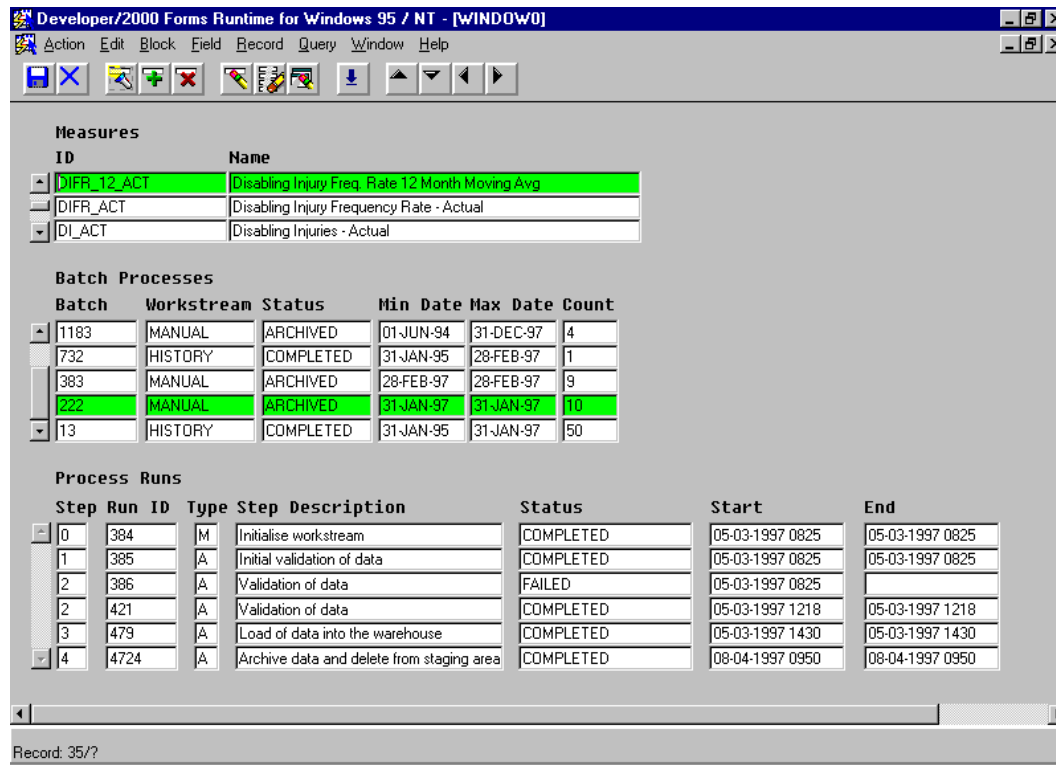 Developer/2000 Forms Runtime for Windows 95 / NT - [WINDOW0]
Action Edit Block Field Record Query Window Help
Measures
ID Name
DIFR_12_ACT Disabling Injury Freq. Rate 12 Month Moving Avg
DIFR_ACT Disabling Injury Frequency Rate - Actual
DI_ACT Disabling Injuries - Actual
Batch Processes
Batch Workstream Status Min Date Max Date Count
1183 MANUAL ARCHIVED 01-JUN-94 31-DEC-97 4
732 HISTORY COMPLETED 31-JAN-95 28-FEB-97 1
383 MANUAL ARCHIVED 28-FEB-97 28-FEB-97 9
222 MANUAL ARCHIVED 31-JAN-97 31-JAN-97 10
13 HISTORY COMPLETED 31-JAN-95 31-JAN-97 50
Process Runs
Step Run ID Type Step Description Status Start End
0 384 M Initialise workstream COMPLETED 05-03-1997 0825 05-03-1997 0825
1 385 A Initial validation of data COMPLETED 05-03-1997 0825 05-03-1997 0825
2 386 A Validation of data FAILED 05-03-1997 0825
2 421 A Validation of data COMPLETED 05-03-1997 1218 05-03-1997 1218
3 479 A Load of data into the warehouse COMPLETED 05-03-1997 1430 05-03-1997 1430
4 4724 A Archive data and delete from staging area COMPLETED 08-04-1997 0950 08-04-1997 0950
Record: 35/?